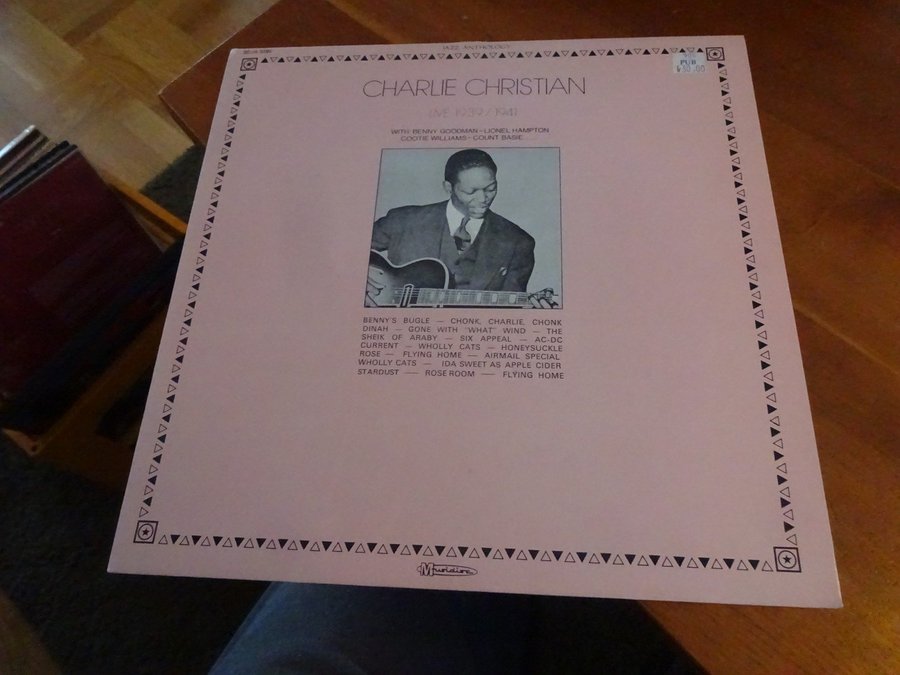 JAZZ ANTHOLOGY
CHARLIE CHRISTIAN
LIVE 1939/1941
WITH: BENNY GOODMAN - LIONEL HAMPTON
COOTIE WILLIAMS - COUNT BASIE
BENNY'S BUGLE — CHONK, CHARLIE, CHONK
DINAH — GONE WITH "WHAT" WIND — THE
SHEIK OF ARABY — SIX APPEAL — AC-DC
CURRENT — WHOLLY CATS — HONEYSUCKLE
ROSE — FLYING HOME — AIRMAIL SPECIAL
WHOLLY CATS — IDA SWEET AS APPLE CIDER
STARDUST — ROSE ROOM — FLYING HOME
Musidisc